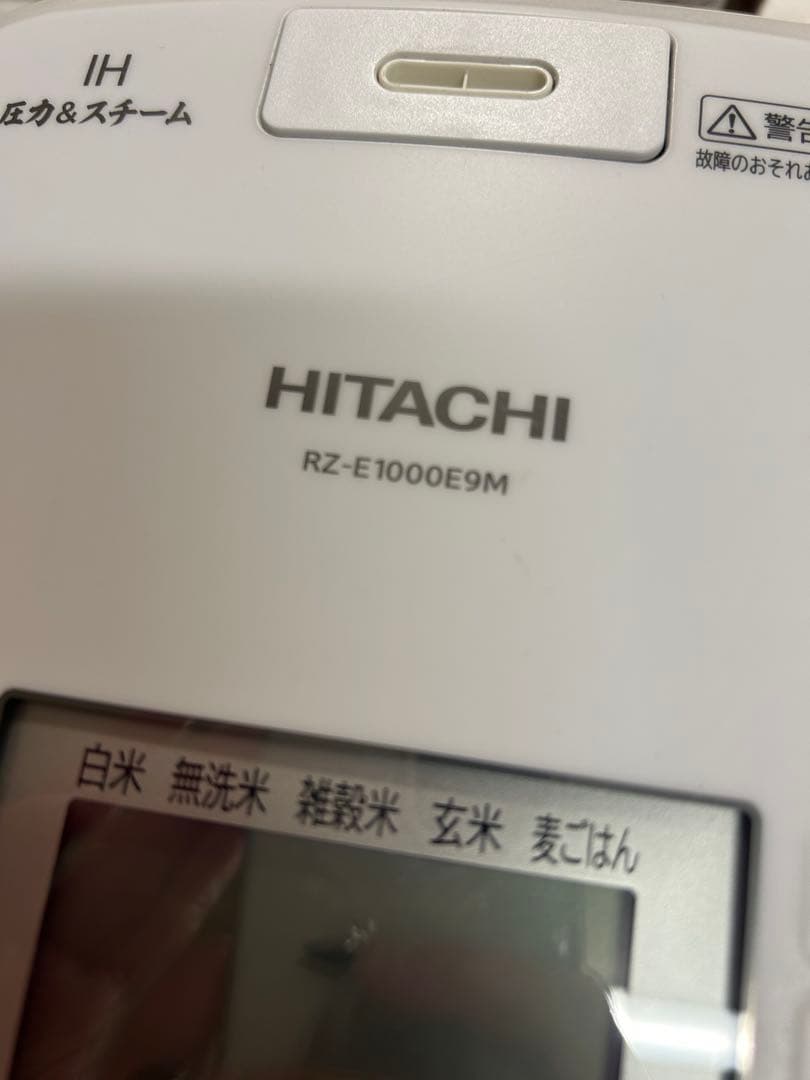 IH
圧力&スチーム
警告
故障のおそれあ
HITACHI
RZ-E1000E9M
白米 無洗米 雑穀米 玄米 麦ごはん